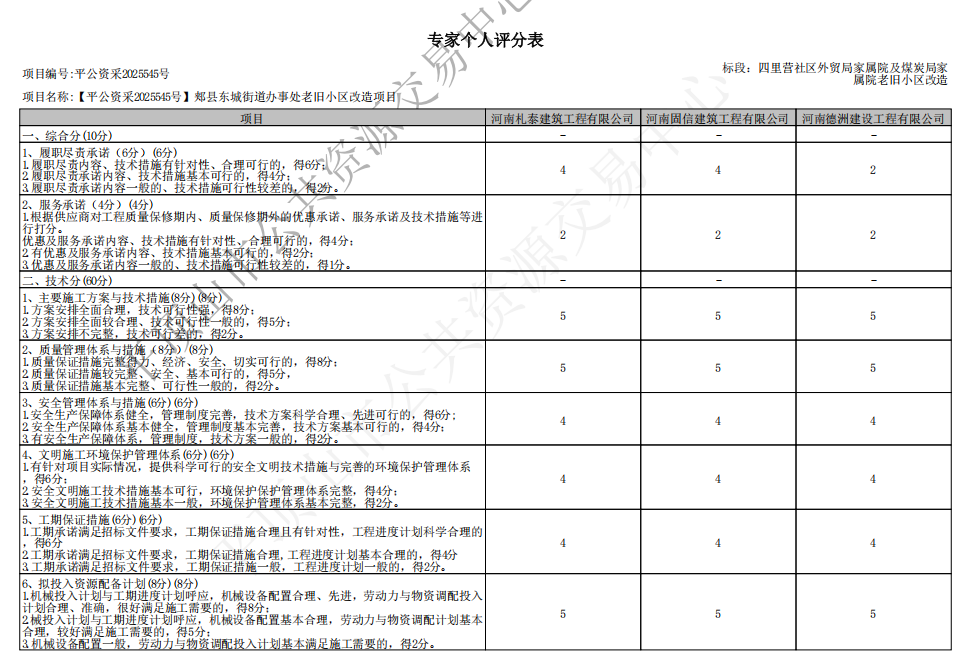 专家个人评分表
项目编号:平公资采2025545号
标段: 四里营社区外贸局家属院及煤炭局家
属院老旧小区改造
项目名称:【平公资采2025545号】郏县东城街道办事处老旧小区改造项目
项目 河南札泰建筑工程有限公司 河南固信建筑工程有限公司 河南德洲建设工程有限公司
一、综合分(10分) - - -
1、履职尽责承诺（6分）(6分)
1.履职尽责内容、技术措施有针对性、合理可行的，得6分;
2.履职尽责承诺内容、技术措施基本可行的，得4分;
3.履职尽责承诺内容一般的、技术措施可行性较差的，得2分。
4 4 2
2、服务承诺（4分）(4分)
1.根据供应商对工程质量保修期内、质量保修期外的优惠承诺、服务承诺及技术措施等进
行打分。
优惠及服务承诺内容、技术措施有针对性、合理可行的，得4分;
2.有优惠及服务承诺内容、技术措施基本可行的，得2分;
3.优惠及服务承诺内容一般的、技术措施可行性较差的，得1分。
2 2 2
二、技术分(60分) - - -
1、主要施工方案与技术措施(8分)(8分)
1.方案安排全面合理，技术可行性强，得8分;
2.方案安排全面较合理、技术可行性一般的，得5分;
3.方案安排不完整，技术可行差的，得2分。
5 5 5
2、质量管理体系与措施（8分）(8分)
1.质量保证措施完整得力、经济、安全、切实可行的，得8分;
2.质量保证措施较完整、安全、基本可行的，得5分，
3.质量保证措施基本完整、可行性一般的，得2分。
5 5 5
3、安全管理体系与措施(6分)(6分)
1.安全生产保障体系健全，管理制度完善，技术方案科学合理、先进可行的，得6分;
2.安全生产保障体系基本健全，管理制度基本完善，技术方案基本可行的，得4分;
3.有安全生产保障体系，管理制度，技术方案一般的，得2分。
4 4 4
4、文明施工环境保护管理体系(6分)(6分)
1.有针对项目实际情况，提供科学可行的安全文明技术措施与完善的环境保护管理体系
，得6分;
2.安全文明施工技术措施基本可行，环境保护保护管理体系完整，得4分;
3.安全文明施工技术措施基本一般，环境保护管理体系基本完整，得2分。
4 4 4
5、工期保证措施(6分)(6分)
1.工期承诺满足招标文件要求，工期保证措施合理且有针对性，工程进度计划科学合理的
，得6分
2.工期承诺满足招标文件要求，工期保证措施合理,工程进度计划基本合理的，得4分
3.工期承诺满足招标文件要求，工期保证措施一般，工程进度计划一般的，得2分。
4 4 4
6、拟投入资源配备计划(8分)(8分)
1.机械投入计划与工期进度计划呼应，机械设备配置合理、先进，劳动力与物资调配投入
计划合理、准确，很好满足施工需要的，得8分;
2.械投入计划与工期进度计划呼应，机械设备配置基本合理，劳动力与物资调配计划基本
合理，较好满足施工需要的，得5分;
3.机械设备配置一般，劳动力与物资调配投入计划基本满足施工需要的，得2分。
5 5 5
平顶山市公共资源交易中心
顶山市公共资源交易中心